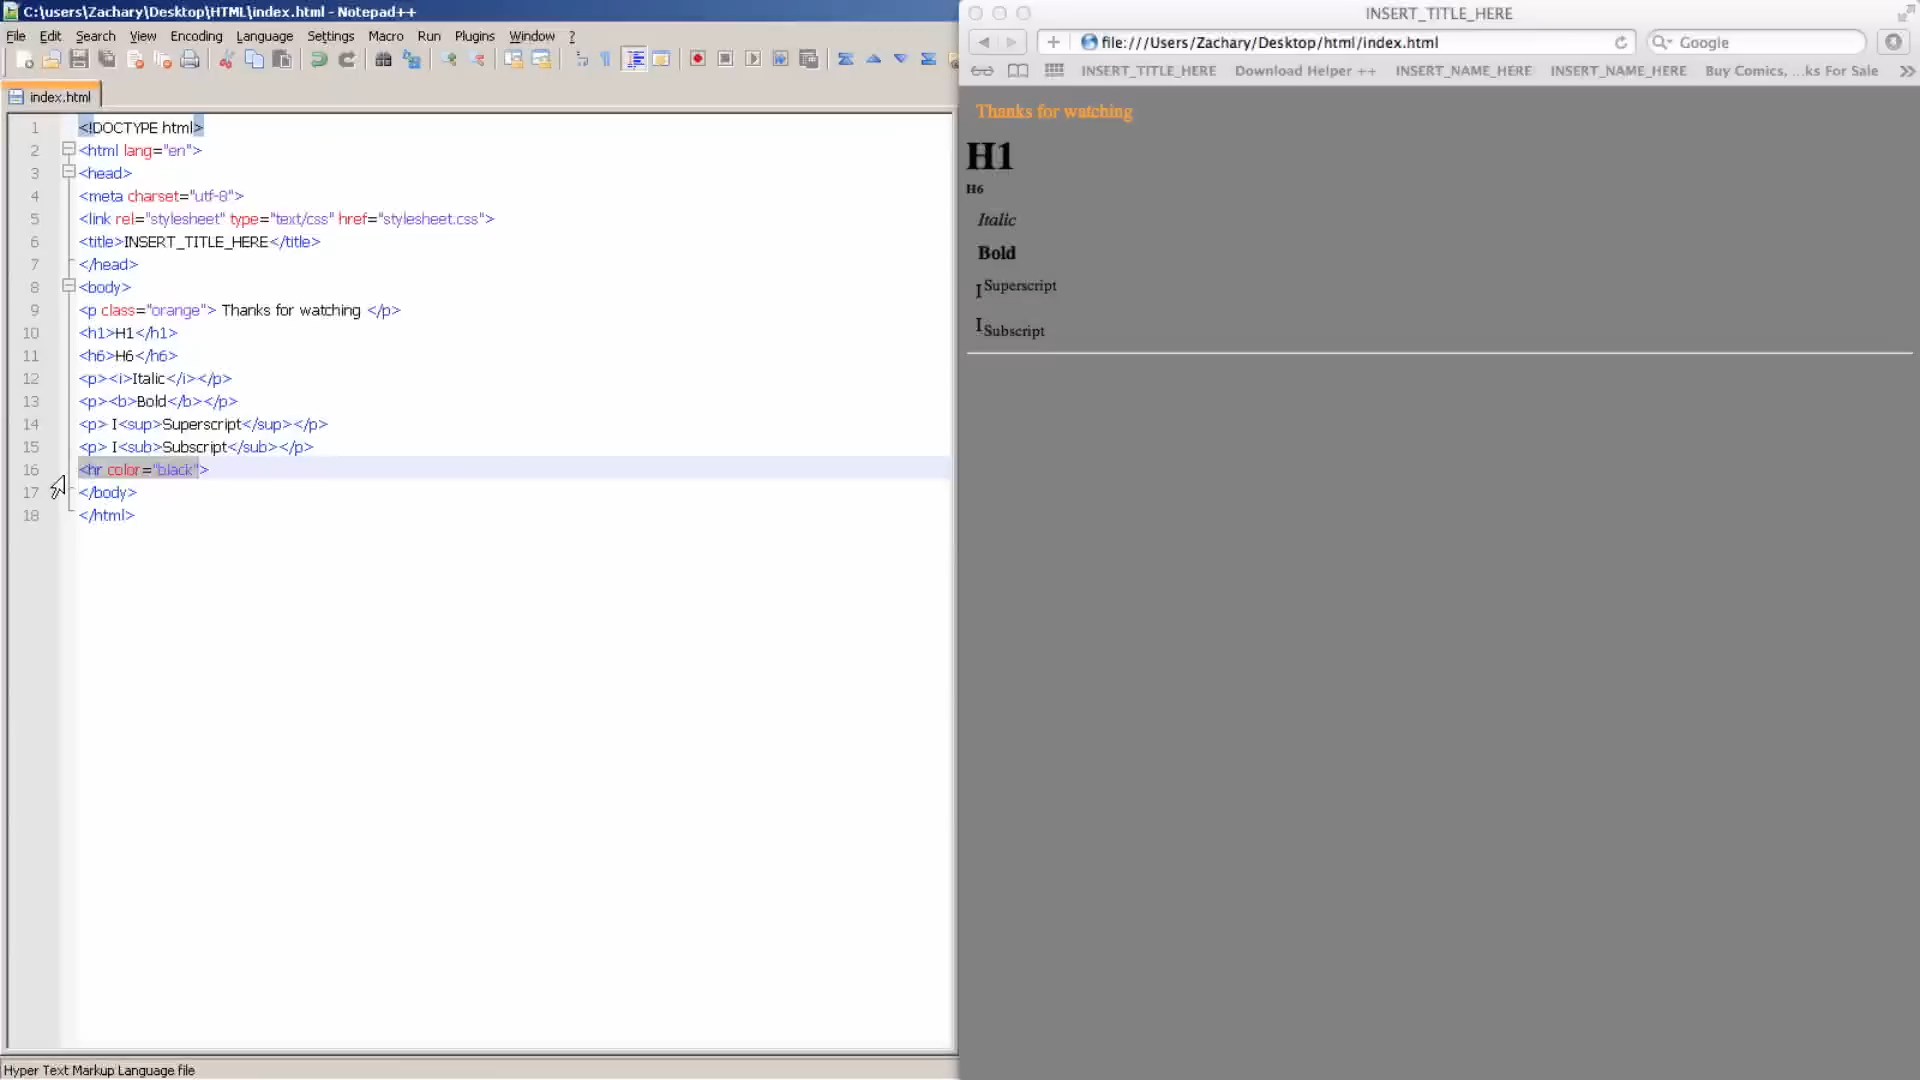 C:\users\Zachary\Desktop\HTML\index.html - Notepad++
File Edit Search View Encoding Language Settings Macro Run Plugins Window ?
index.html
1 <!DOCTYPE html>
2 <html lang="en">
3 <head>
4 <meta charset="utf-8">
5 <link rel="stylesheet" type="text/css" href="stylesheet.css">
6 <title>INSERT_TITLE_HERE</title>
7 </head>
8 <body>
9 <p class="orange"> Thanks for watching </p>
10 <h1>H1</h1>
11 <h6>H6</h6>
12 <p><i>Italic</i></p>
13 <p><b>Bold</b></p>
14 <p> I<sup>Superscript</sup></p>
15 <p> I<sub>Subscript</sub></p>
16 <hr color="black">
17 </body>
18 </html>
Hyper Text Markup Language file
INSERT_TITLE_HERE
file:///Users/Zachary/Desktop/html/index.html
Google
INSERT_TITLE_HERE Download Helper ++ INSERT_NAME_HERE INSERT_NAME_HERE Buy Comics, ...ks For Sale
Thanks for watching
H1
H6
Italic
Bold
I Superscript
I Subscript